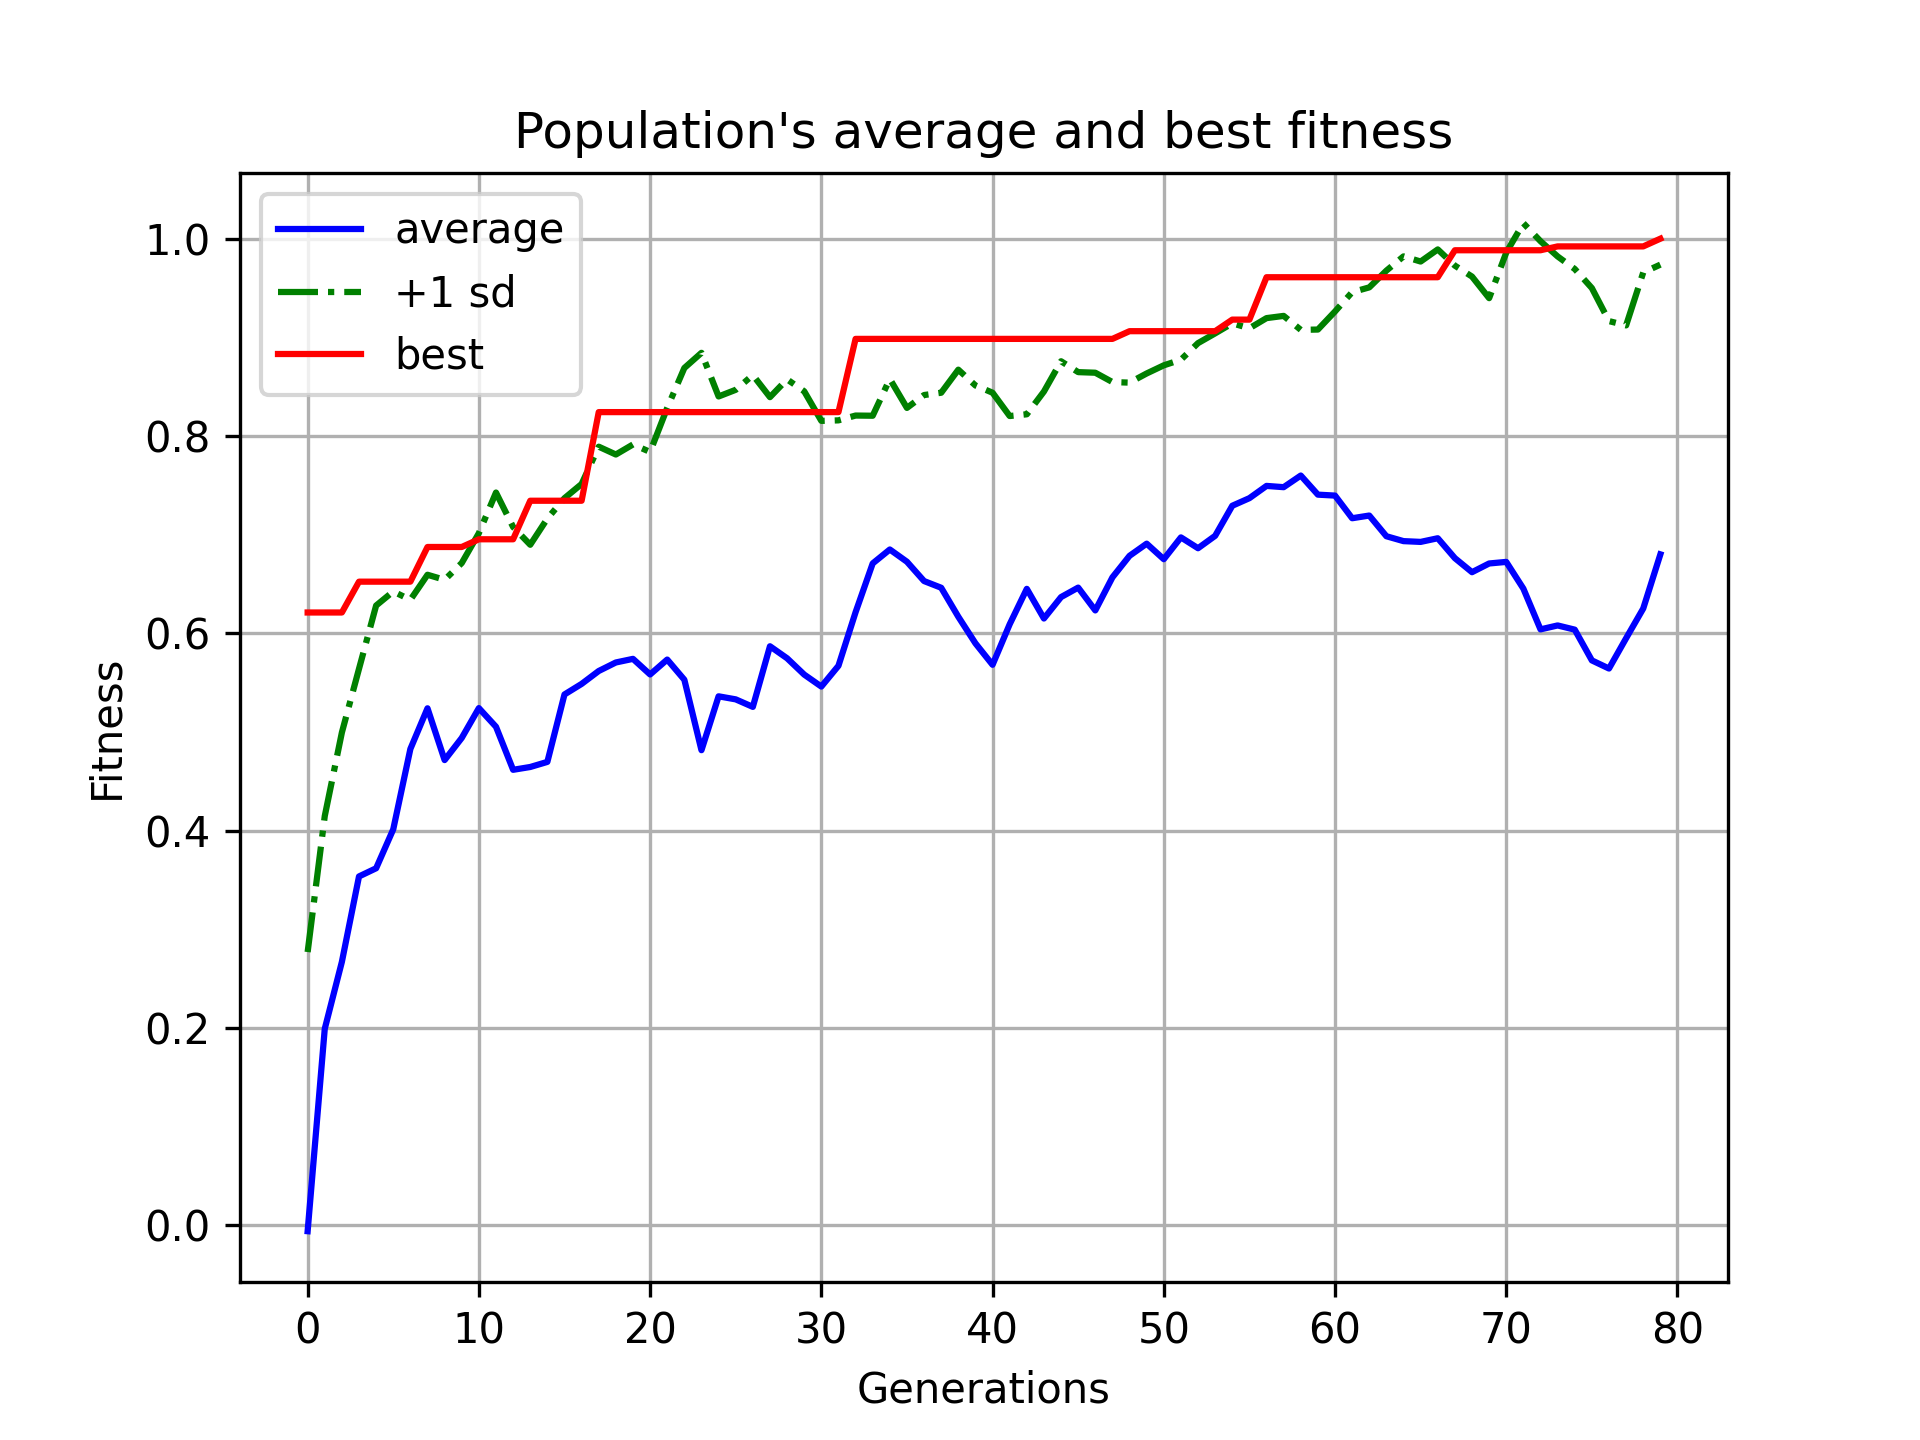 Population's average and best fitness
average
+1 sd
best
1.0
0.8
0.6
0.4
0.2
0.0
Fitness
0 10 20 30 40 50 60 70 80
Generations